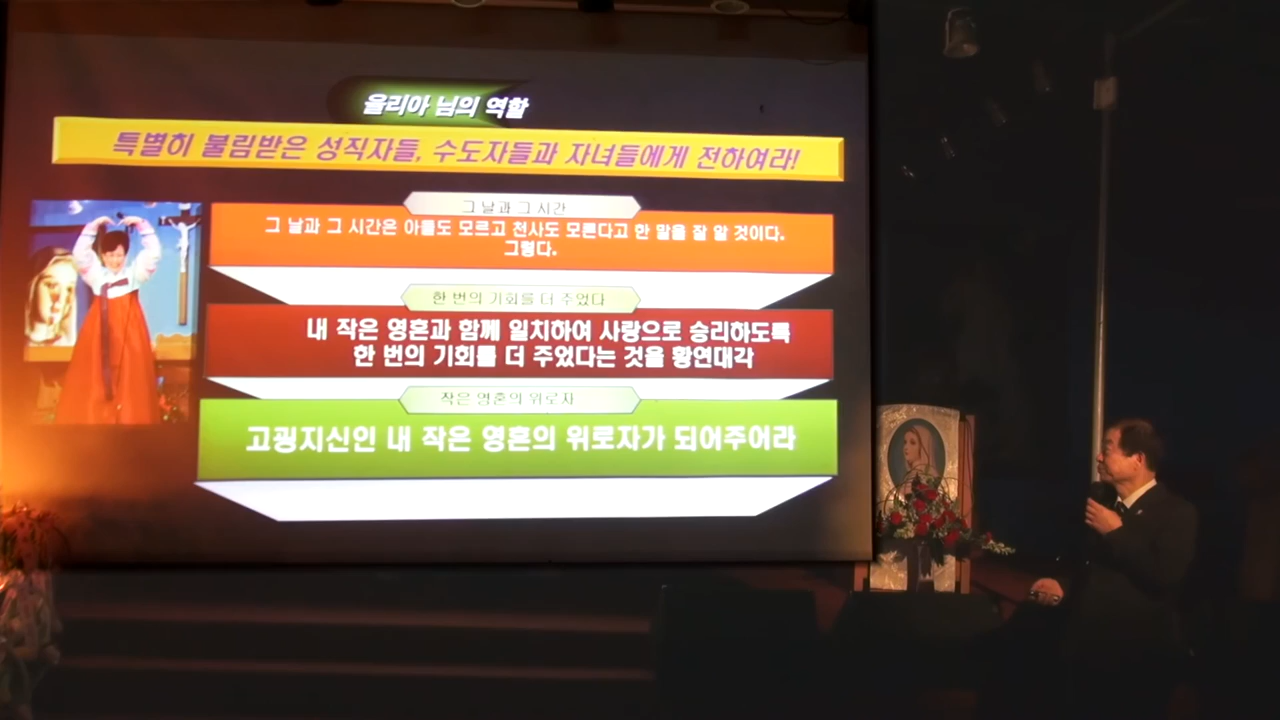 율리아 님의 역할
특별히 불림받은 성직자들, 수도자들과 자녀들에게 전하여라!
그 날과 그 시간
그 날과 그 시간은 아들도 모르고 천사도 모른다고 한 말을 잘 알 것이다.
그렇다.
한 번의 기회를 더 주었다
내 작은 영혼과 함께 일치하여 사랑으로 승리하도록
한 번의 기회를 더 주었다는 것을 황연대각
작은 영혼의 위로자
고굉지신인 내 작은 영혼의 위로자가 되어주어라